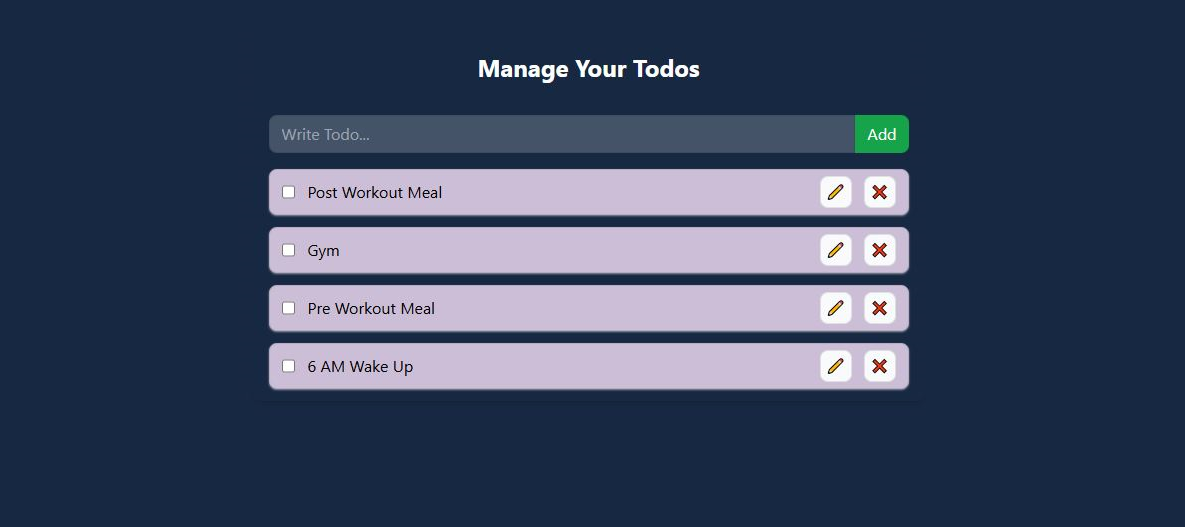 Manage Your Todos
Write Todo...
Add
Post Workout Meal
Gym
Pre Workout Meal
6 AM Wake Up